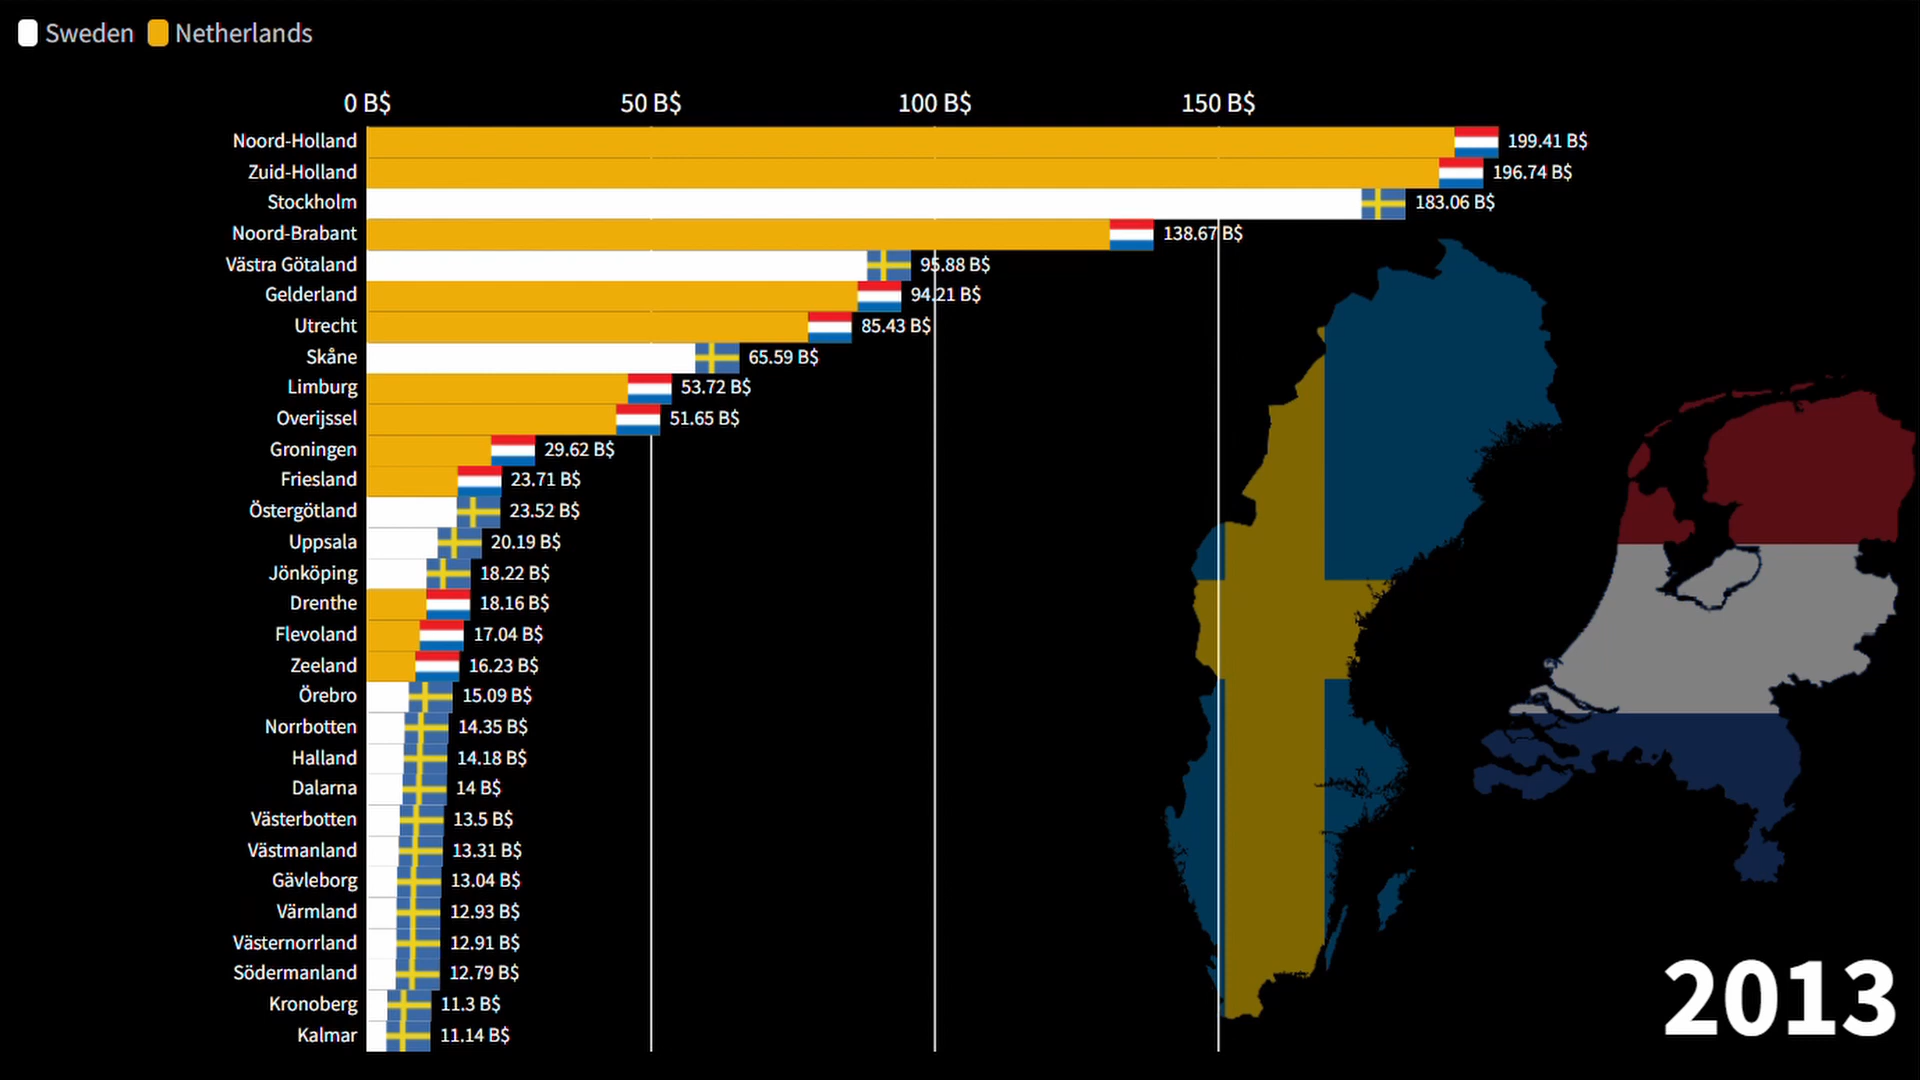 Sweden Netherlands
0 B$ 50 B$ 100 B$ 150 B$
Noord-Holland 199.41 B$
Zuid-Holland 196.74 B$
Stockholm 183.06 B$
Noord-Brabant 138.67 B$
Västra Götaland 95.88 B$
Gelderland 94.21 B$
Utrecht 85.43 B$
Skåne 65.59 B$
Limburg 53.72 B$
Overijssel 51.65 B$
Groningen 29.62 B$
Friesland 23.71 B$
Östergötland 23.52 B$
Uppsala 20.19 B$
Jönköping 18.22 B$
Drenthe 18.16 B$
Flevoland 17.04 B$
Zeeland 16.23 B$
Örebro 15.09 B$
Norrbotten 14.35 B$
Halland 14.18 B$
Dalarna 14 B$
Västerbotten 13.5 B$
Västmanland 13.31 B$
Gävleborg 13.04 B$
Värmland 12.93 B$
Västernorrland 12.91 B$
Södermanland 12.79 B$
Kronoberg 11.3 B$
Kalmar 11.14 B$
2013